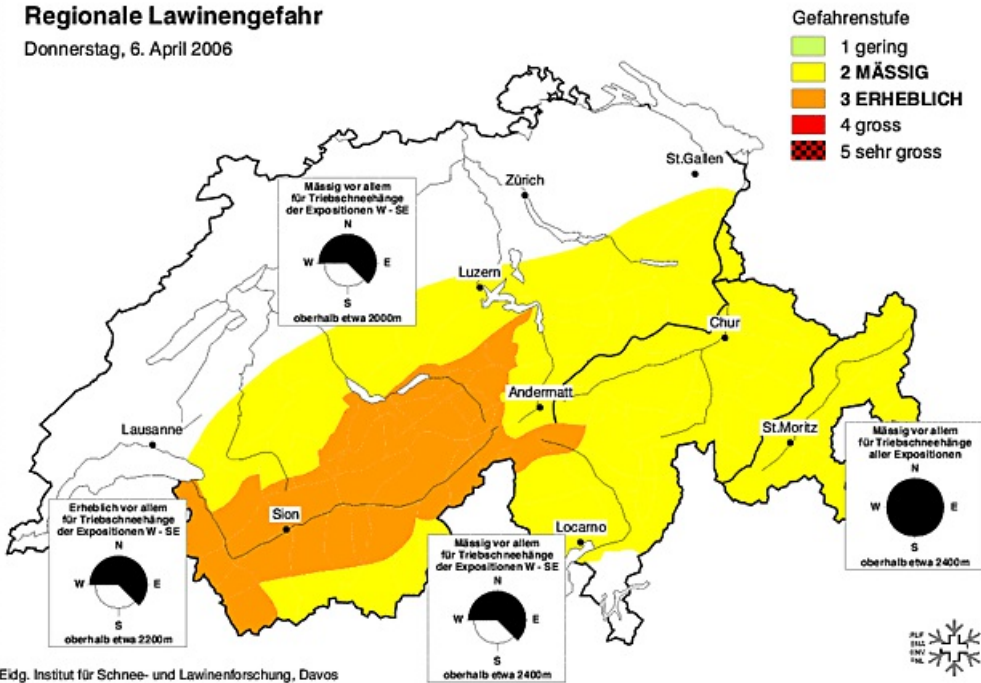 Regionale Lawinengefahr
Donnerstag, 6. April 2006
Gefahrenstufe
1 gering
2 MÄSSIG
3 ERHEBLICH
4 gross
5 sehr gross
St.Gallen
Zürich
Mässig vor allem
für Triebschneehänge
der Expositionen W - SE
N
W E
S
oberhalb etwa 2000m
Luzern
Chur
Andermatt
Lausanne
St.Moritz
Mässig vor allem
für Triebschneehänge
aller Expositionen
N
W E
S
oberhalb etwa 2400m
Sion
Erheblich vor allem
für Triebschneehänge
der Expositionen W - SE
N
W E
S
oberhalb etwa 2200m
Locarno
Mässig vor allem
für Triebschneehänge
der Expositionen W - SE
N
W E
S
oberhalb etwa 2400m
SLF
ENA
Eidg. Institut für Schnee- und Lawinenforschung, Davos